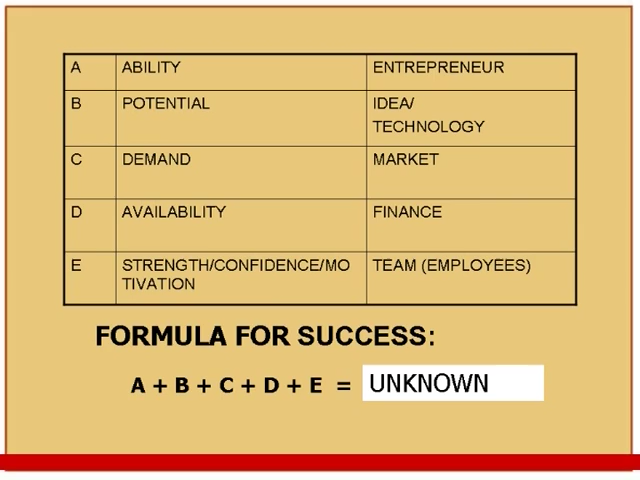 A ABILITY ENTREPRENEUR
B POTENTIAL IDEA/
TECHNOLOGY
C DEMAND MARKET
D AVAILABILITY FINANCE
E STRENGTH/CONFIDENCE/MO TEAM (EMPLOYEES)
TIVATION
FORMULA FOR SUCCESS:
A + B + C + D + E = UNKNOWN